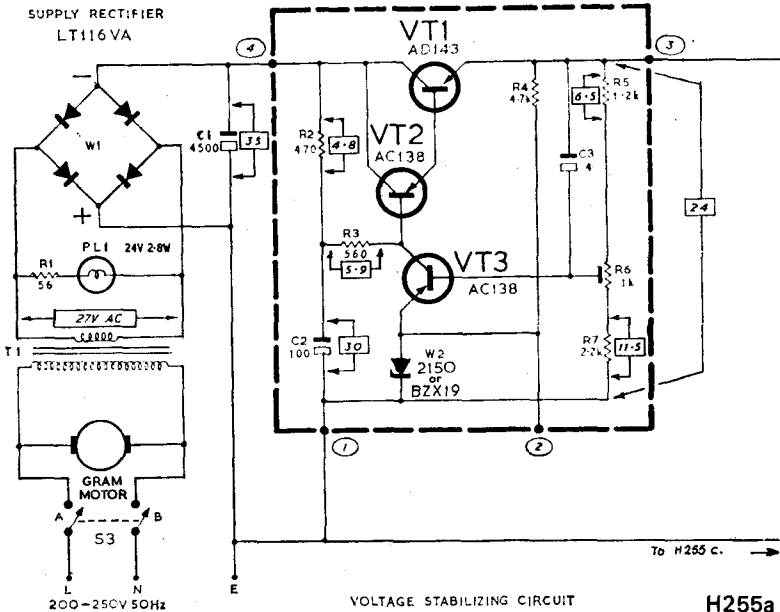 SUPPLY RECTIFIER
LT116VA
VT1
AD143
4
3
−
W1
+
C1
4500
35
R2
470
4·8
VT2
AC138
R4
4·7k
6·5
R5
1·2k
C3
4
24
R3
560
5·9
VT3
AC138
R6
1k
PL1
24V 2·8W
R1
56
27V AC
T1
C2
100
30
W2
2150
or
BZX19
R7
2·2k
11·5
1
2
GRAM
MOTOR
A
B
S3
To H255 c.
L
N
E
200-250V 50Hz
VOLTAGE STABILIZING CIRCUIT
H255a